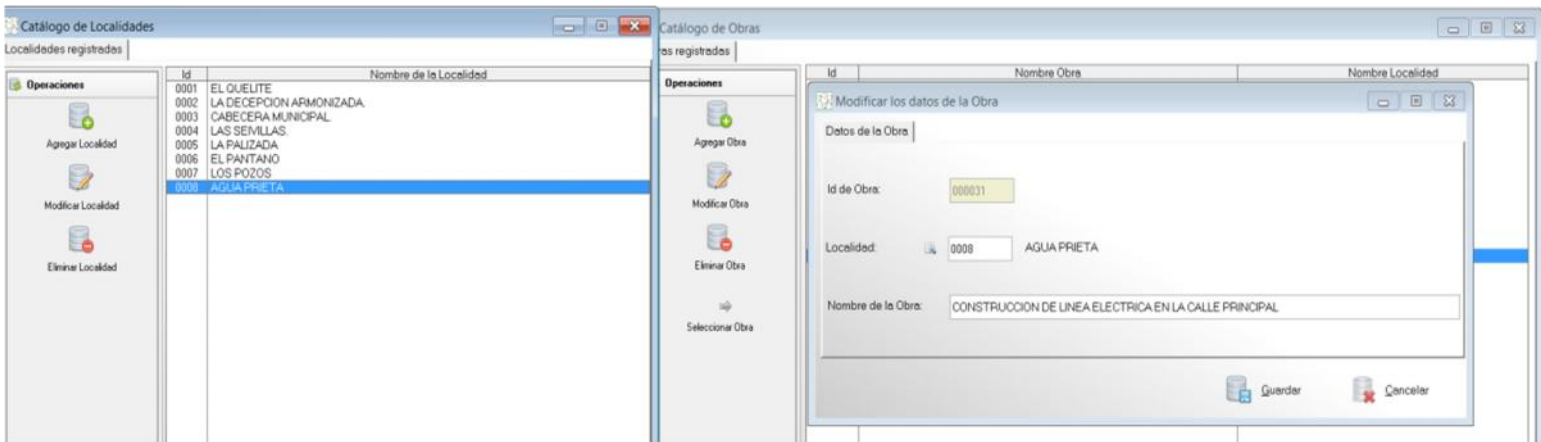 Catálogo de Localidades
Localidades registradas
Operaciones
Agregar Localidad
Modificar Localidad
Eliminar Localidad
Id Nombre de la Localidad
0001 EL QUELITE
0002 LA DECEPCION ARMONIZADA.
0003 CABECERA MUNICIPAL
0004 LAS SEIVILLAS.
0005 LA PALIZADA
0006 EL PANTANO
0007 LOS POZOS
0008 AGUA PRIETA
Catálogo de Obras
ras registradas
Operaciones
Agregar Obra
Modificar Obra
Eliminar Obra
Seleccionar Obra
Id Nombre Obra Nombre Localidad
Modificar los datos de la Obra
Datos de la Obra
Id de Obra: 000031
Localidad: 0008 AGUA PRIETA
Nombre de la Obra: CONSTRUCCION DE LINEA ELECTRICA EN LA CALLE PRINCIPAL
Guardar Cancelar